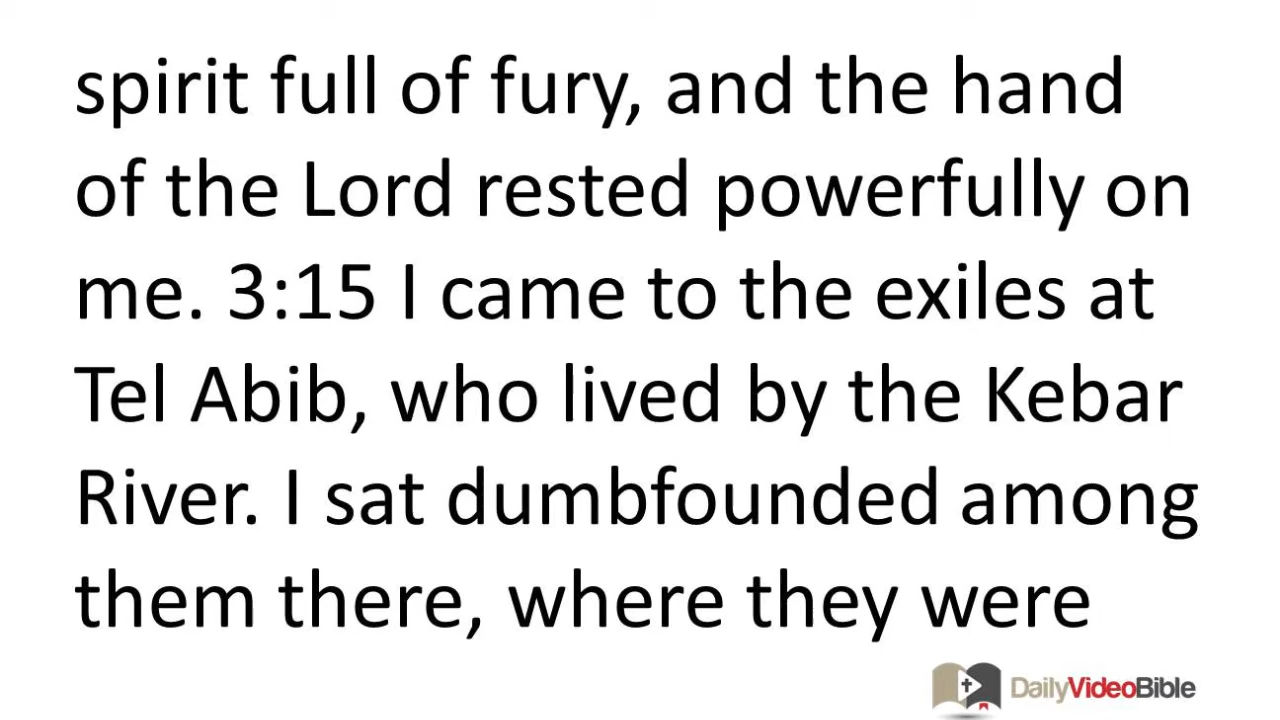 spirit full of fury, and the hand
of the Lord rested powerfully on
me. 3:15 I came to the exiles at
Tel Abib, who lived by the Kebar
River. I sat dumbfounded among
them there, where they were
DailyVideoBible